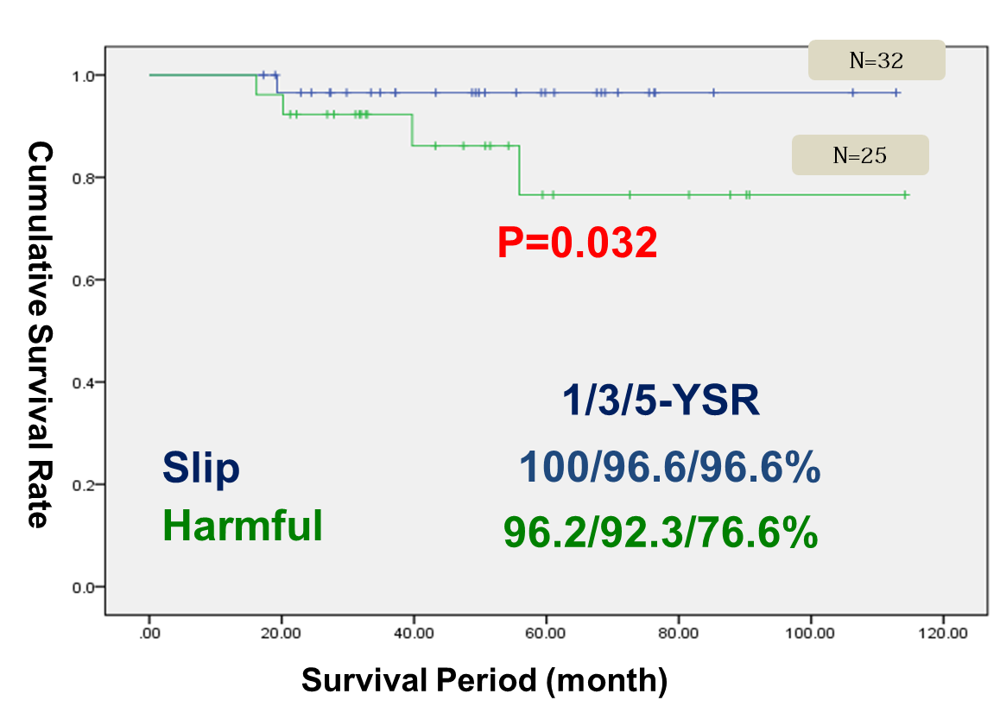 N=32
1.0
N=25
0.8
P=0.032
0.6
0.4
1/3/5-YSR
Slip 100/96.6/96.6%
0.2
Harmful 96.2/92.3/76.6%
0.0
.00 20.00 40.00 60.00 80.00 100.00 120.00
Cumulative Survival Rate
Survival Period (month)